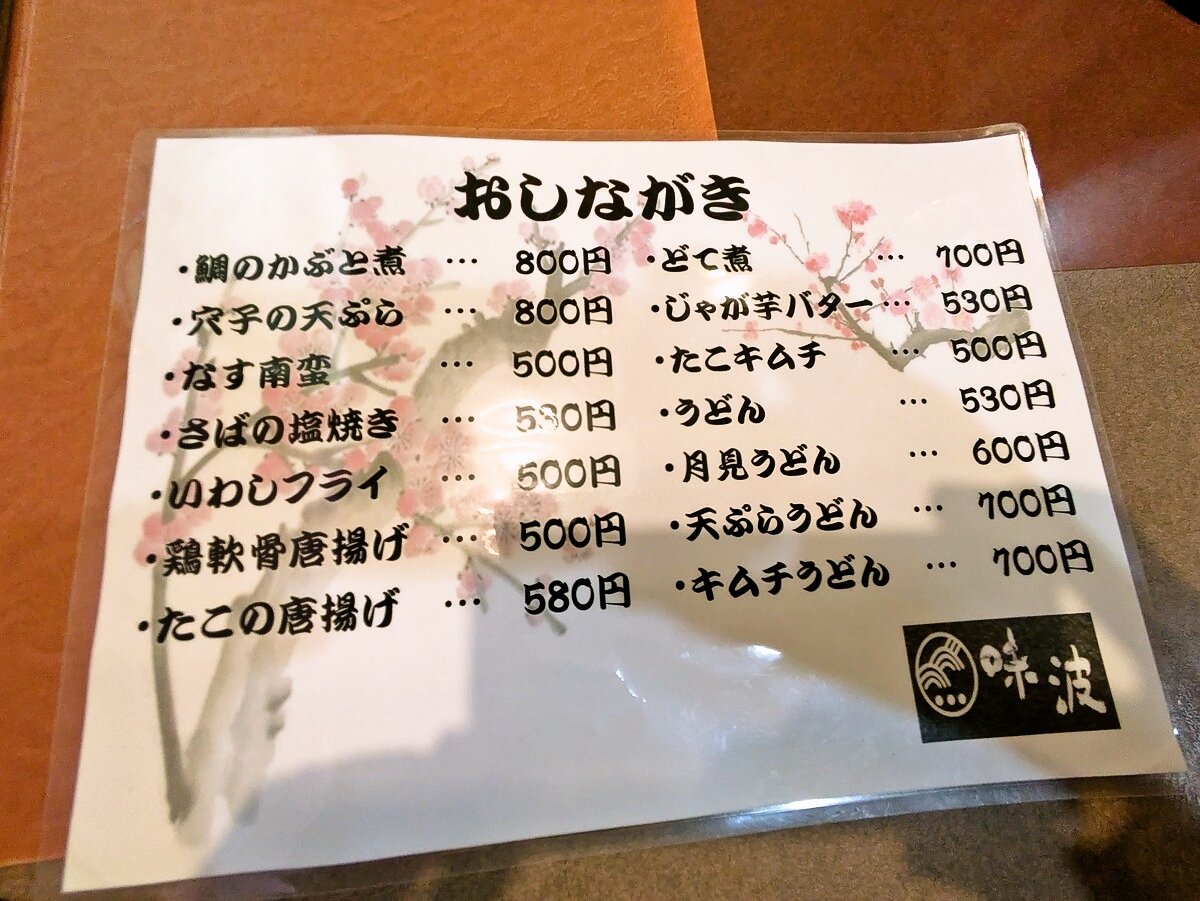 おしながき
・鯛のかぶと煮 … 800円
・穴子の天ぷら … 800円
・なす南蛮 … 500円
・さばの塩焼き … 580円
・いわしフライ … 500円
・鶏軟骨唐揚げ … 500円
・たこの唐揚げ … 580円
・どて煮 … 700円
・じゃが芋バター … 530円
・たこキムチ … 500円
・うどん … 530円
・月見うどん … 600円
・天ぷらうどん … 700円
・キムチうどん … 700円
味波